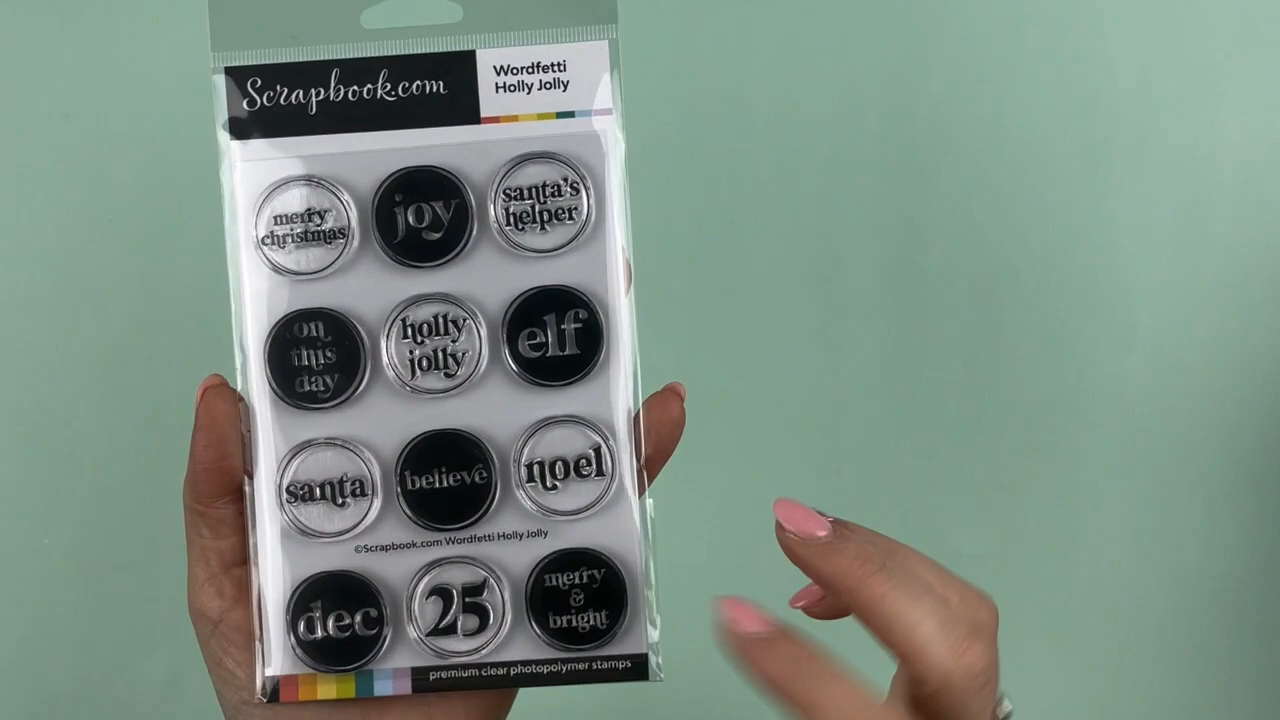 Scrapbook.com
Wordfetti
Holly Jolly
merry
christmas
joy
santa's
helper
on
this
day
holly
jolly
elf
santa
believe
noel
©Scrapbook.com Wordfetti Holly Jolly
dec
25
merry
&
bright
premium clear photopolymer stamps